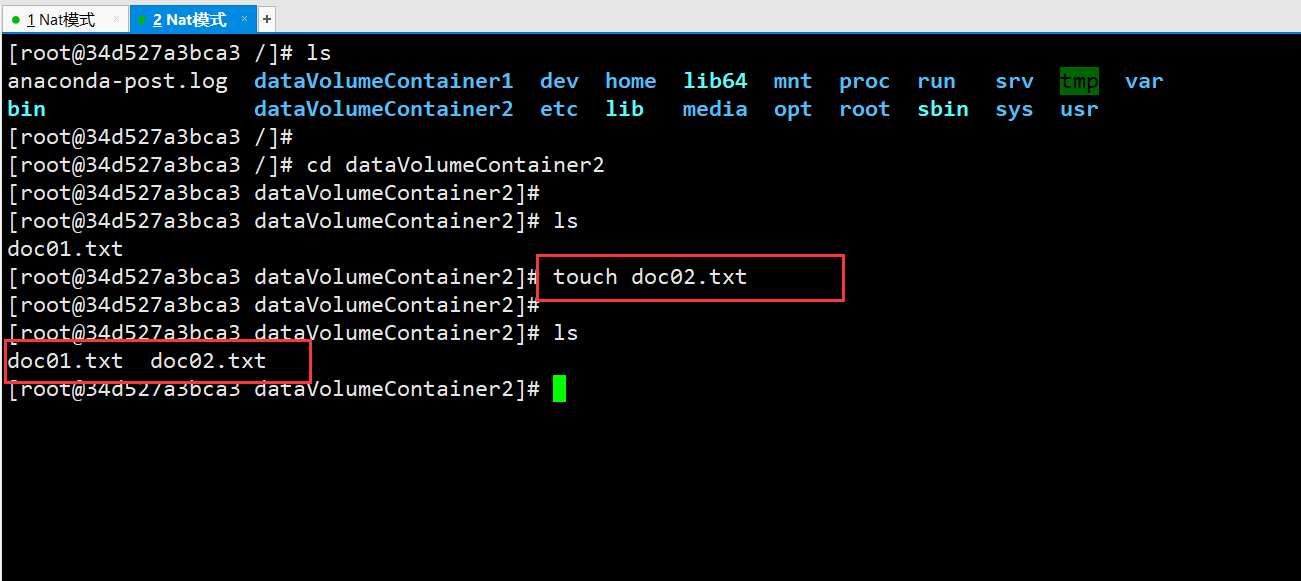 1 Nat模式 × 2 Nat模式 × +
[root@34d527a3bca3 /]# ls
anaconda-post.log dataVolumeContainer1 dev home lib64 mnt proc run srv tmp var
bin dataVolumeContainer2 etc lib media opt root sbin sys usr
[root@34d527a3bca3 /]#
[root@34d527a3bca3 /]# cd dataVolumeContainer2
[root@34d527a3bca3 dataVolumeContainer2]#
[root@34d527a3bca3 dataVolumeContainer2]# ls
doc01.txt
[root@34d527a3bca3 dataVolumeContainer2]# touch doc02.txt
[root@34d527a3bca3 dataVolumeContainer2]#
[root@34d527a3bca3 dataVolumeContainer2]# ls
doc01.txt doc02.txt
[root@34d527a3bca3 dataVolumeContainer2]#